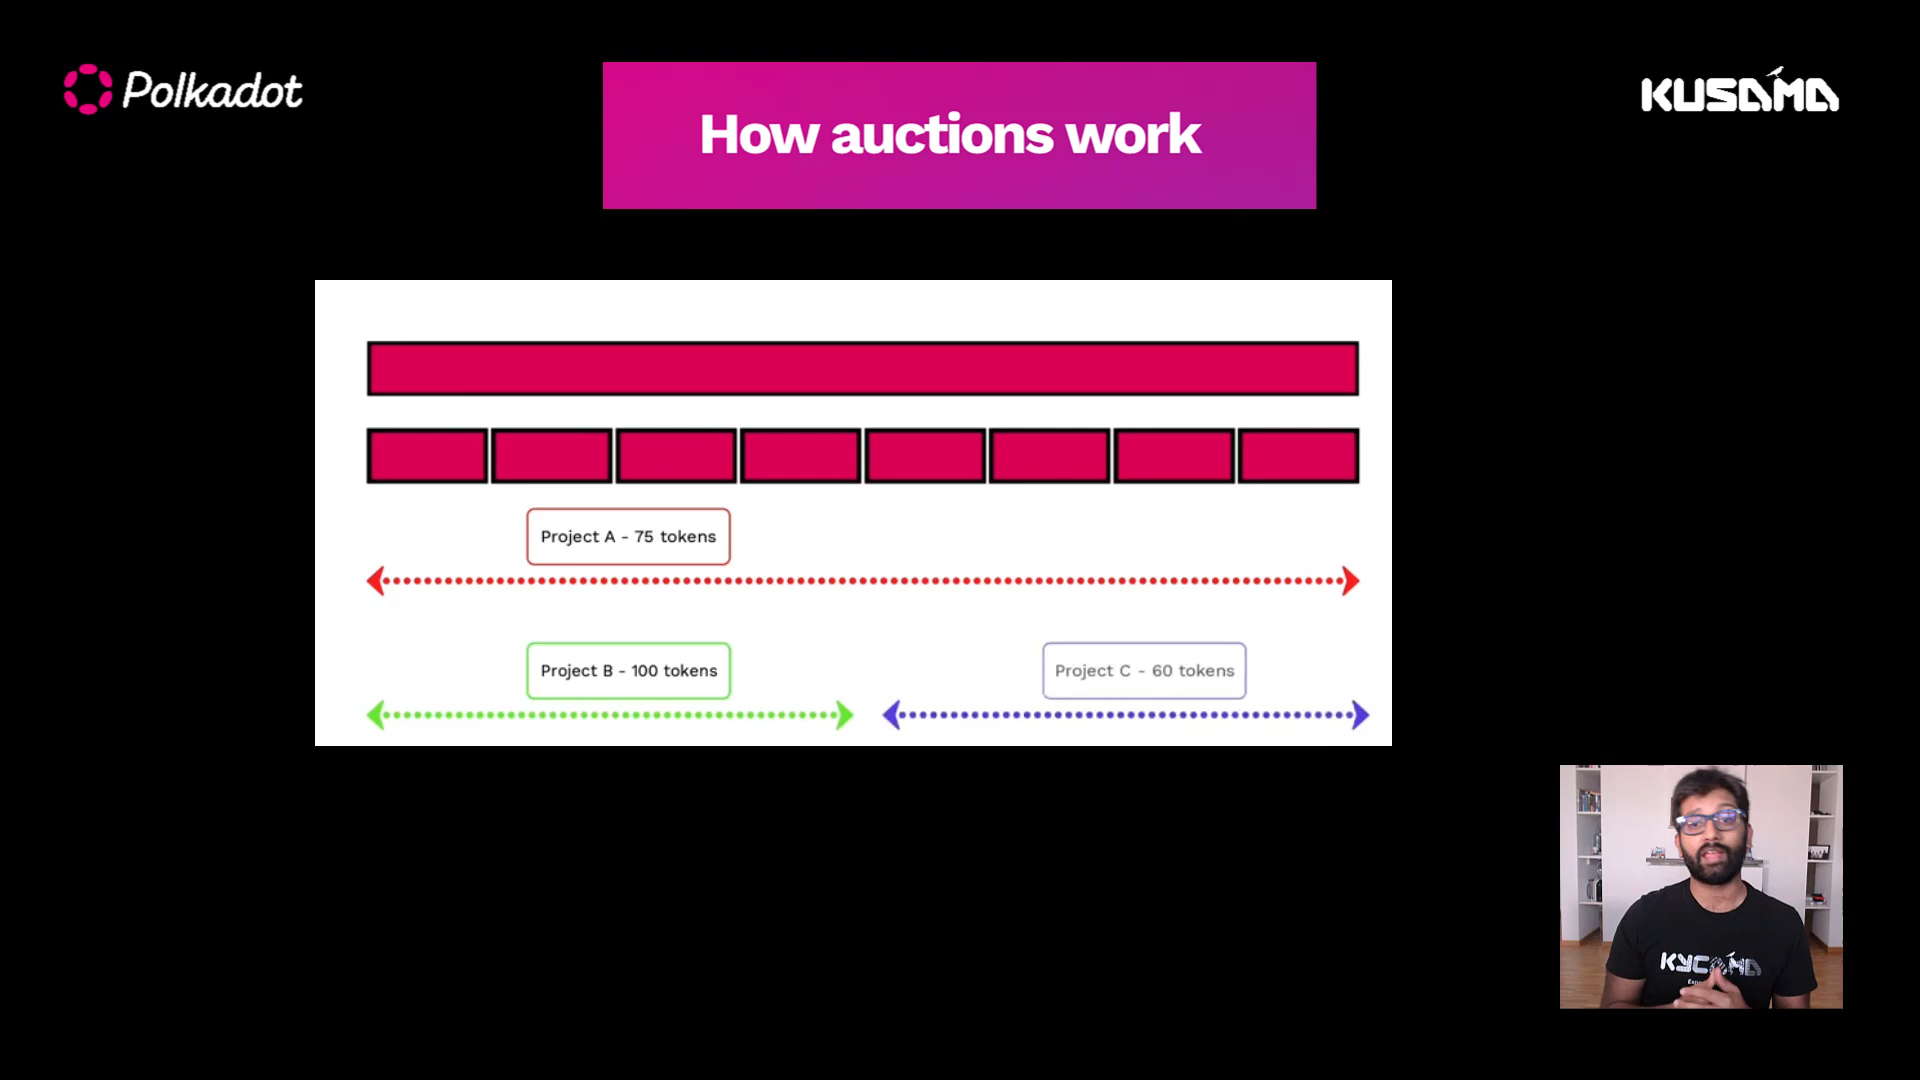 Polkadot
How auctions work
KUSAMA
Project A - 75 tokens
Project B - 100 tokens
Project C - 60 tokens